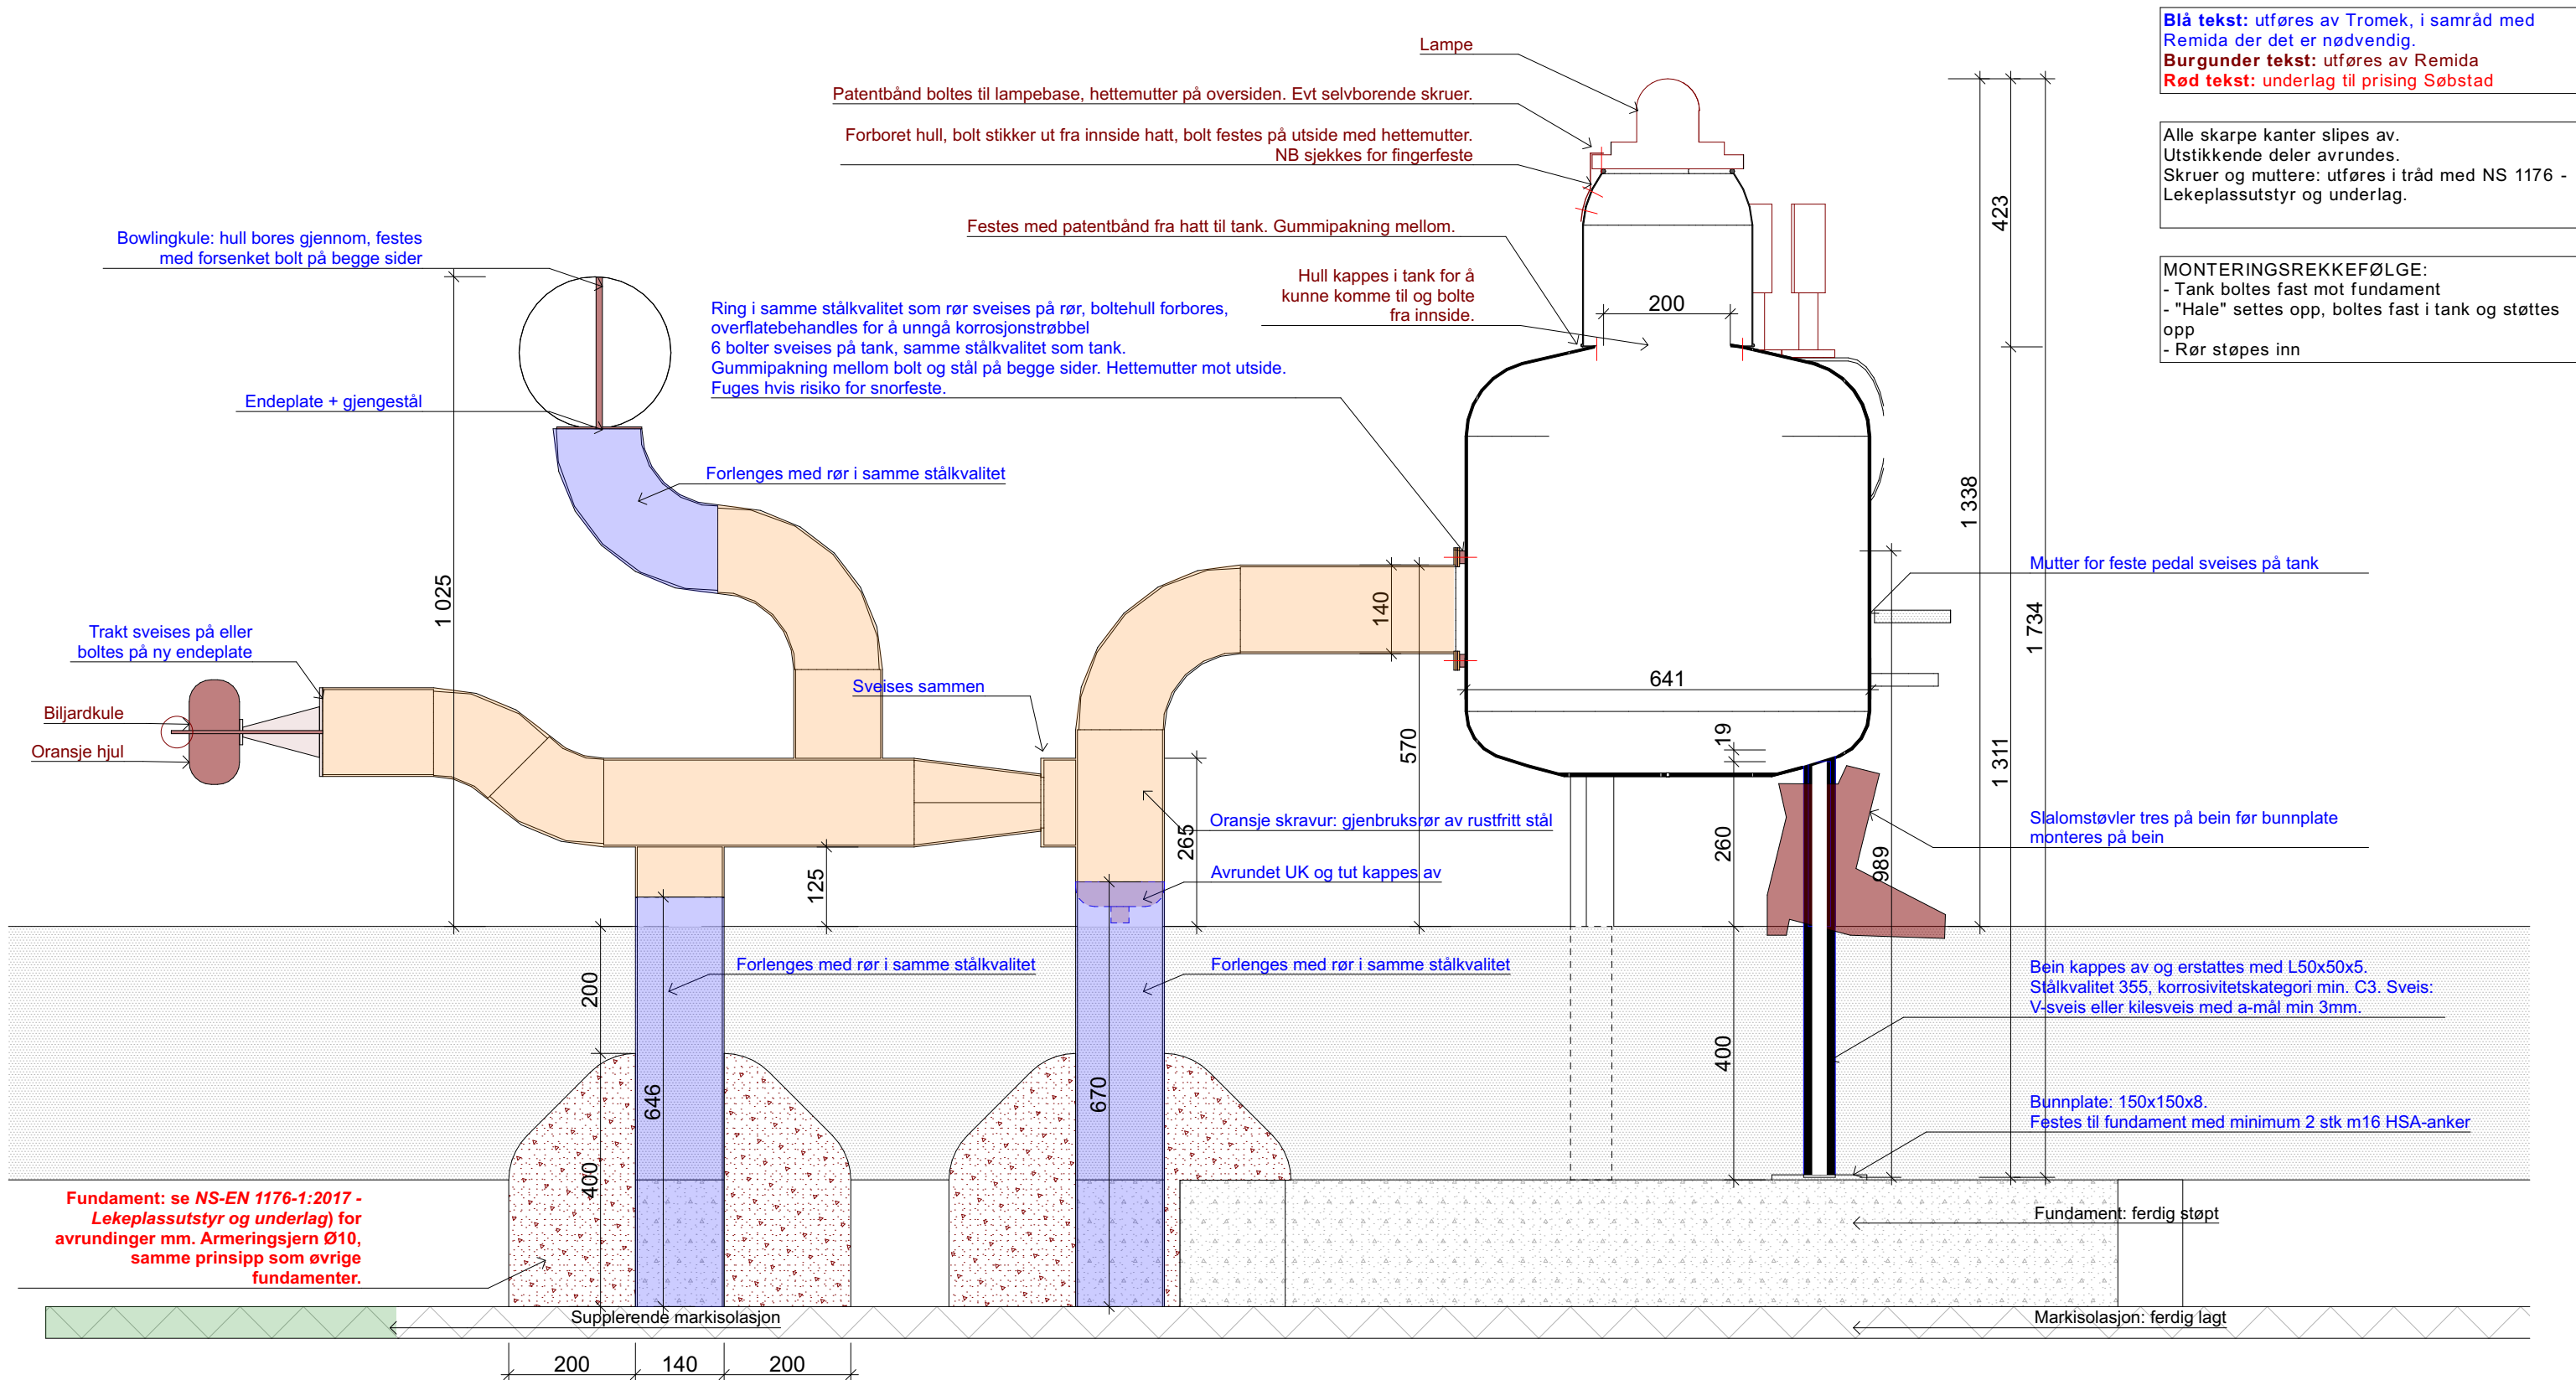 Blå tekst: utføres av Tromek, i samråd med
Remida der det er nødvendig.
Burgunder tekst: utføres av Remida
Rød tekst: underlag til prising Søbstad
Alle skarpe kanter slipes av.
Utstikkende deler avrundes.
Skruer og muttere: utføres i tråd med NS 1176 -
Lekeplassutstyr og underlag.
MONTERINGSREKKEFØLGE:
- Tank boltes fast mot fundament
- "Hale" settes opp, boltes fast i tank og støttes
opp
- Rør støpes inn
Lampe
Patentbånd boltes til lampebase, hettemutter på oversiden. Evt selvborende skruer.
Forboret hull, bolt stikker ut fra innside hatt, bolt festes på utside med hettemutter.
NB sjekkes for fingerfeste
Festes med patentbånd fra hatt til tank. Gummipakning mellom.
Hull kappes i tank for å
kunne komme til og bolte
fra innside.
200
423
Bowlingkule: hull bores gjennom, festes
med forsenket bolt på begge sider
Ring i samme stålkvalitet som rør sveises på rør, boltehull forbores,
overflatebehandles for å unngå korrosjonstrøbbel
6 bolter sveises på tank, samme stålkvalitet som tank.
Gummipakning mellom bolt og stål på begge sider. Hettemutter mot utside.
Fuges hvis risiko for snorfeste.
Endeplate + gjengestål
Forlenges med rør i samme stålkvalitet
1 338
1 025
140
Mutter for feste pedal sveises på tank
1 734
Trakt sveises på eller
boltes på ny endeplate
Sveises sammen
641
Biljardkule
Oransje hjul
19
570
1 311
Oransje skravur: gjenbruksrør av rustfritt stål
265
260
989
Slalomstøvler tres på bein før bunnplate
monteres på bein
125
Avrundet UK og tut kappes av
200
Forlenges med rør i samme stålkvalitet
Forlenges med rør i samme stålkvalitet
Bein kappes av og erstattes med L50x50x5.
Stålkvalitet 355, korrosivitetskategori min. C3. Sveis:
V-sveis eller kilesveis med a-mål min 3mm.
400
646
670
Bunnplate: 150x150x8.
Festes til fundament med minimum 2 stk m16 HSA-anker
400
Fundament: se NS-EN 1176-1:2017 -
Lekeplassutstyr og underlag) for
avrundinger mm. Armeringsjern Ø10,
samme prinsipp som øvrige
fundamenter.
Fundament: ferdig støpt
Supplerende markisolasjon
Markisolasjon: ferdig lagt
200
140
200